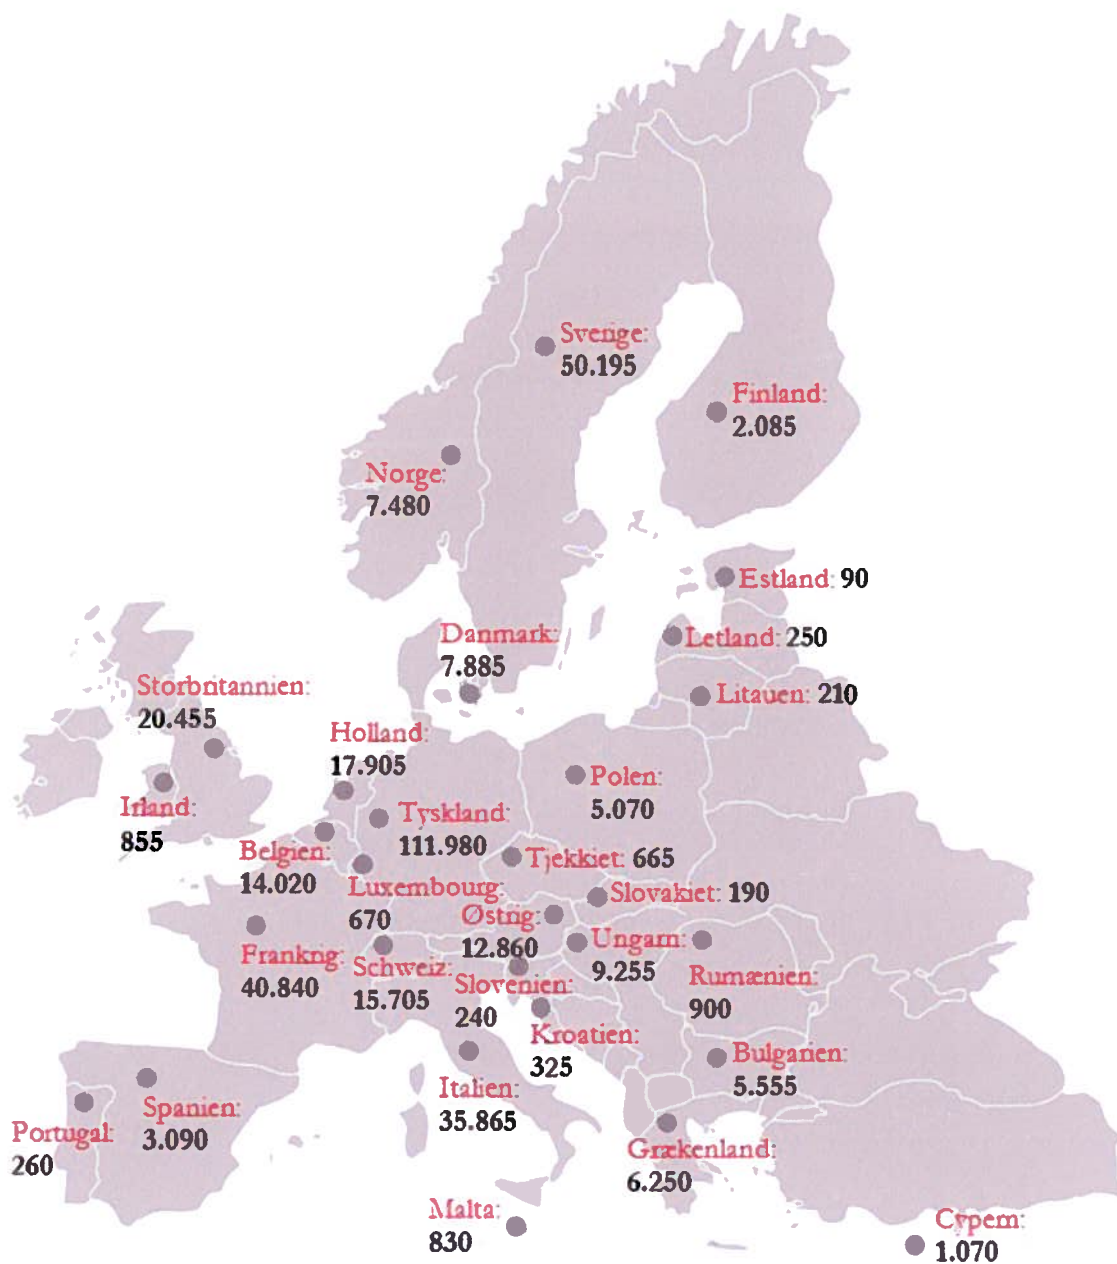 Sverige:
50.195
Finland:
2.085
Norge:
7.480
Estland: 90
Danmark:
7.885
Letland: 250
Storbritannien:
20.455
Litauen: 210
Holland:
17.905
Polen:
5.070
Irland:
855
Tyskland:
111.980
Belgien:
14.020
Tjekkiet: 665
Luxembourg:
670
Slovakiet: 190
Østrig:
12.860
Ungarn:
9.255
Frankrig:
40.840
Schweiz:
15.705
Slovenien:
240
Rumænien:
900
Kroatien:
325
Bulgarien:
5.555
Italien:
35.865
Spanien:
3.090
Portugal:
260
Grækenland:
6.250
Malta:
830
Cypern:
1.070